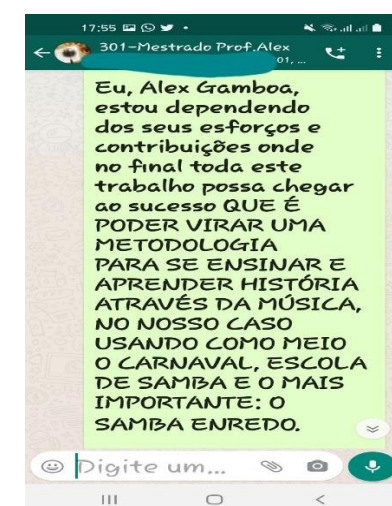 17:55
301-Mestrado Prof.Alex
01, ...
Eu, Alex Gamboa,
estou dependendo
dos seus esforços e
contribuições onde
no final toda este
trabalho possa chegar
ao sucesso QUE É
PODER VIRAR UMA
METODOLOGIA
PARA SE ENSINAR E
APRENDER HISTÓRIA
ATRAVÉS DA MÚSICA,
NO NOSSO CASO
USANDO COMO MEIO
O CARNAVAL, ESCOLA
DE SAMBA E O MAIS
IMPORTANTE: O
SAMBA ENREDO.
Digite um...